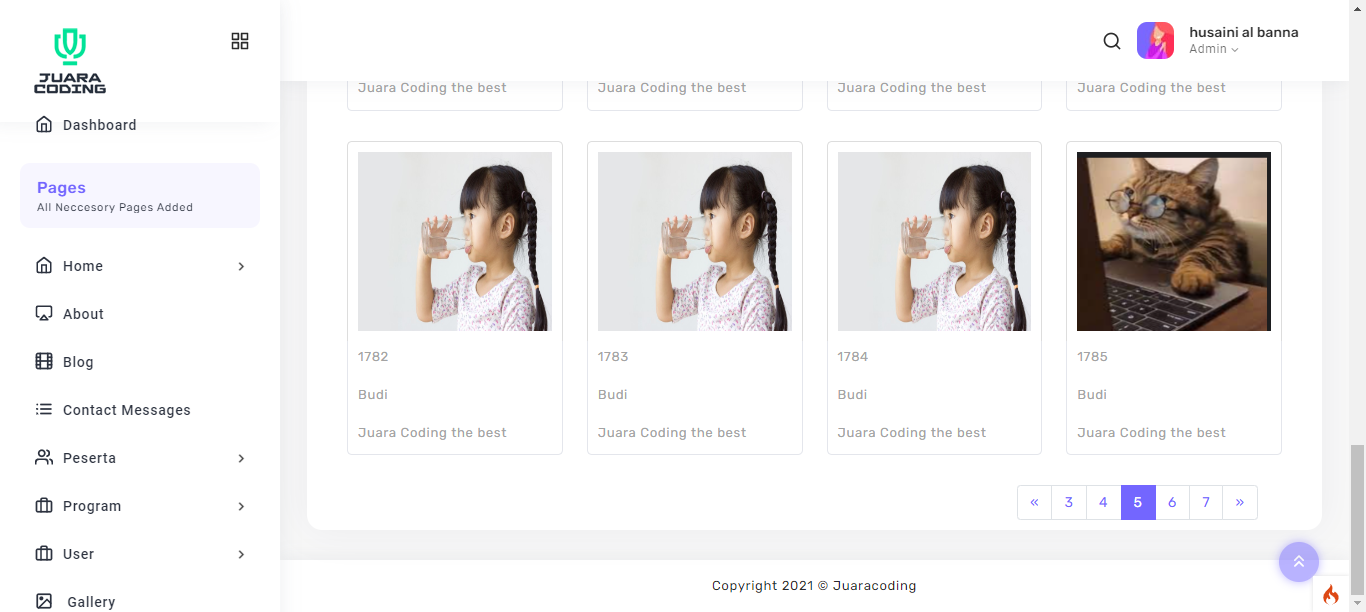 JUARA
CODING
husaini al banna
Admin
Dashboard
Pages
All Neccesory Pages Added
Home
About
Blog
Contact Messages
Peserta
Program
User
Gallery
Juara Coding the best
Juara Coding the best
Juara Coding the best
Juara Coding the best
1782
Budi
Juara Coding the best
1783
Budi
Juara Coding the best
1784
Budi
Juara Coding the best
1785
Budi
Juara Coding the best
« 3 4 5 6 7 »
Copyright 2021 © Juaracoding